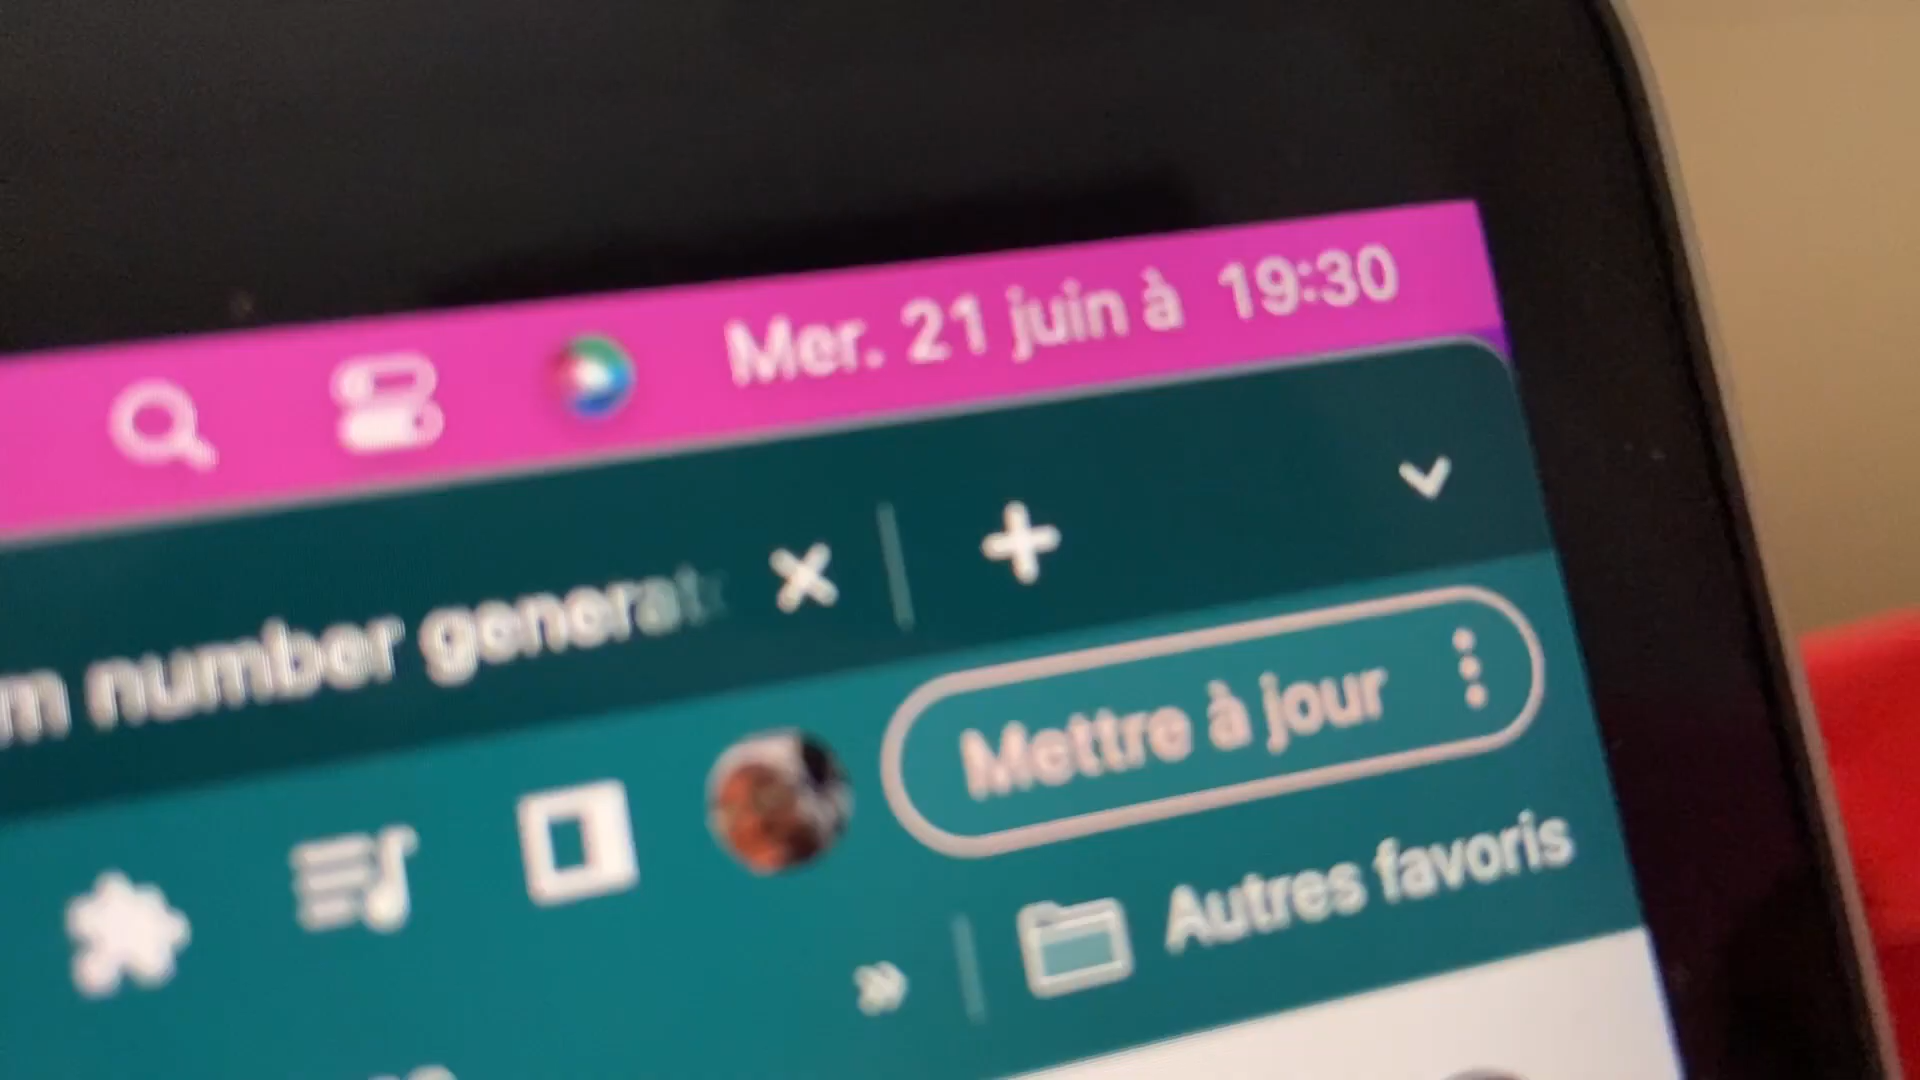 Mer. 21 juin à 19:30
number generat
Mettre à jour
Autres favoris